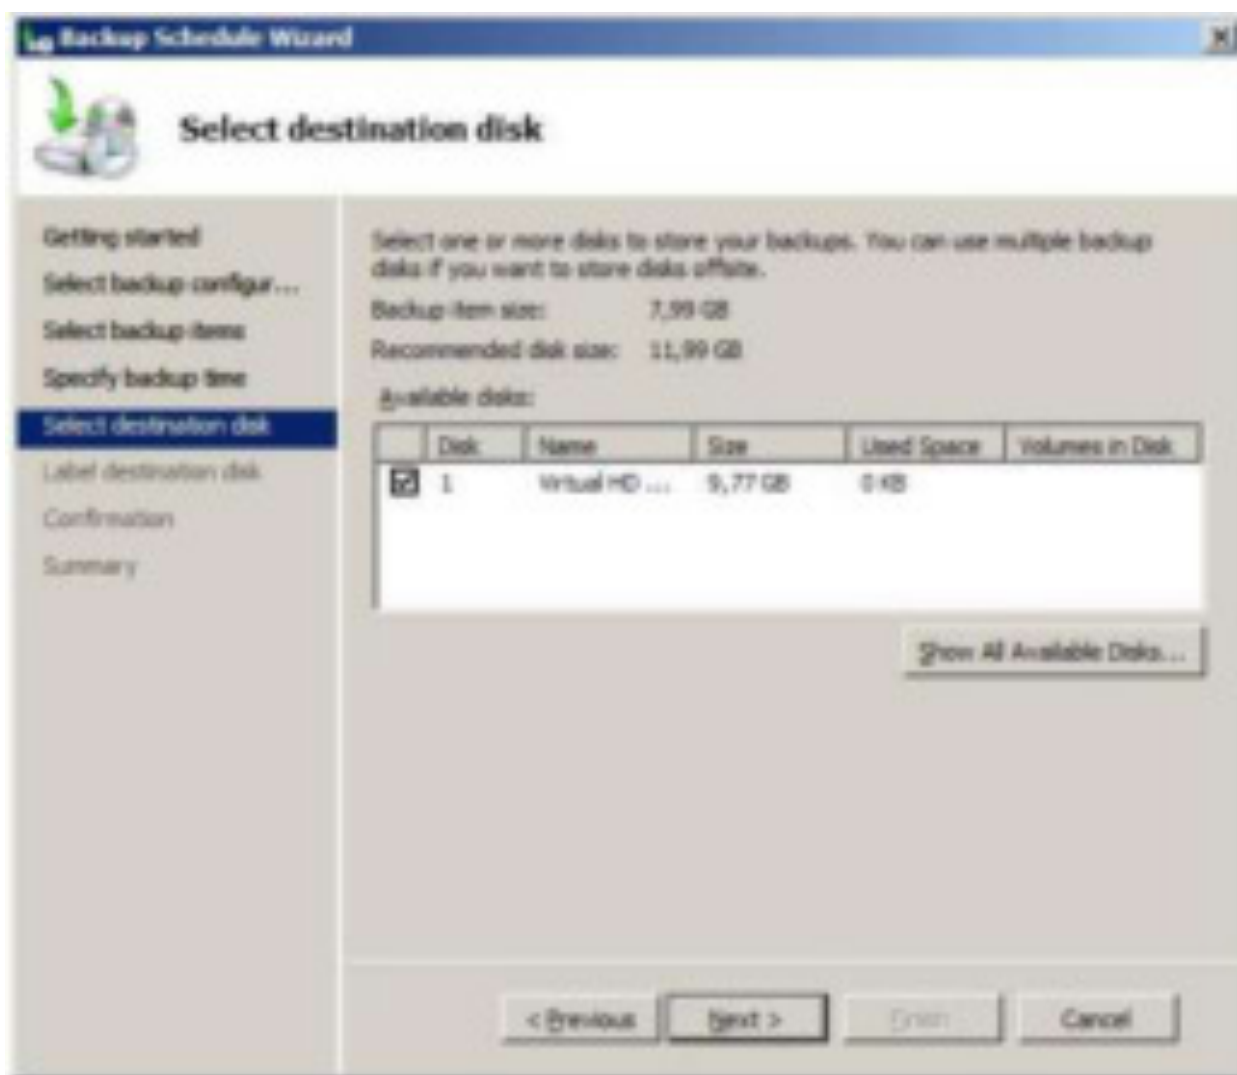 Backup Schedule Wizard
Select destination disk
Getting started
Select backup configur...
Select backup items
Specify backup time
Select destination disk
Label destination disk
Confirmation
Summary
Select one or more disks to store your backups. You can use multiple backup
disks if you want to store disks offsite.
Backup item size: 7,99 GB
Recommended disk size: 11,99 GB
Available disks:
Disk Name Size Used Space Volumes in Disk
1 Virtual HD ... 9,77 GB 0 KB
Show All Available Disks...
< Previous Next > Finish Cancel